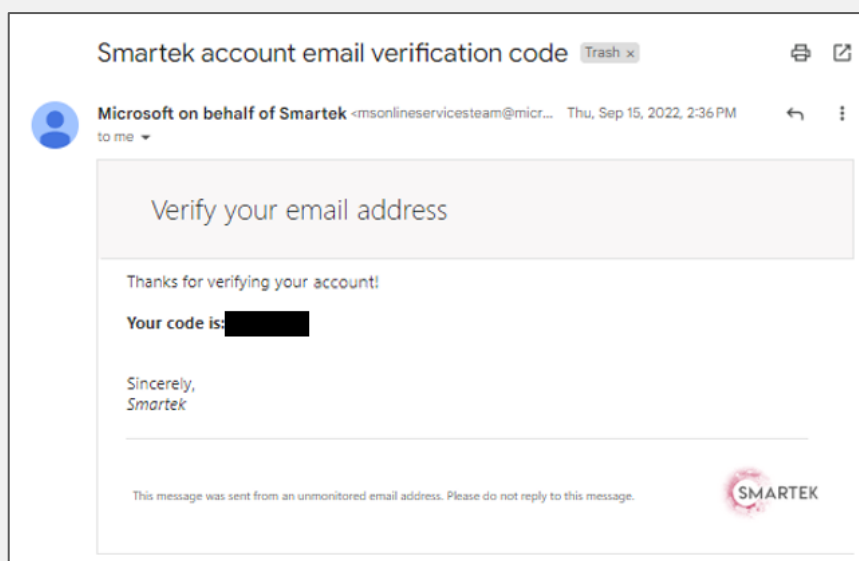 Smartek account email verification code Trash x
Microsoft on behalf of Smartek <msonlineservicesteam@micr... Thu, Sep 15, 2022, 2:36 PM
to me
Verify your email address
Thanks for verifying your account!
Your code is:
Sincerely,
Smartek
This message was sent from an unmonitored email address. Please do not reply to this message.
SMARTEK